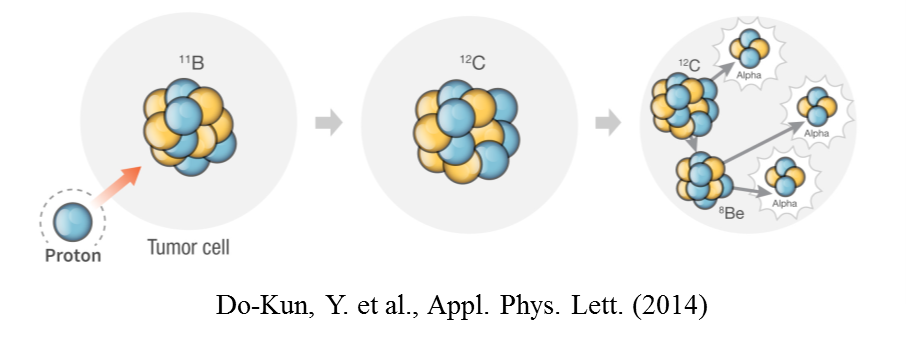 ¹¹B
Proton
Tumor cell
¹²C
¹²C
Alpha
Alpha
Alpha
⁸Be
Do-Kun, Y. et al., Appl. Phys. Lett. (2014)